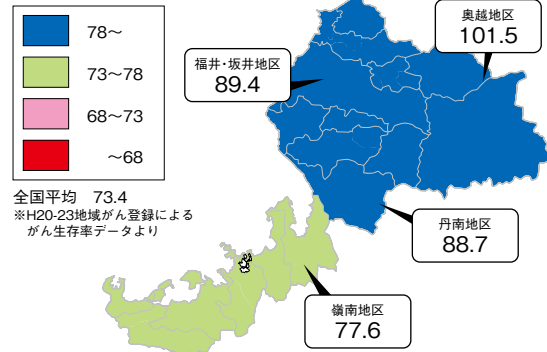 78～
73～78
68～73
～68
全国平均 73.4
※H20-23地域がん登録による
がん生存率データより
奥越地区
101.5
福井・坂井地区
89.4
丹南地区
88.7
嶺南地区
77.6